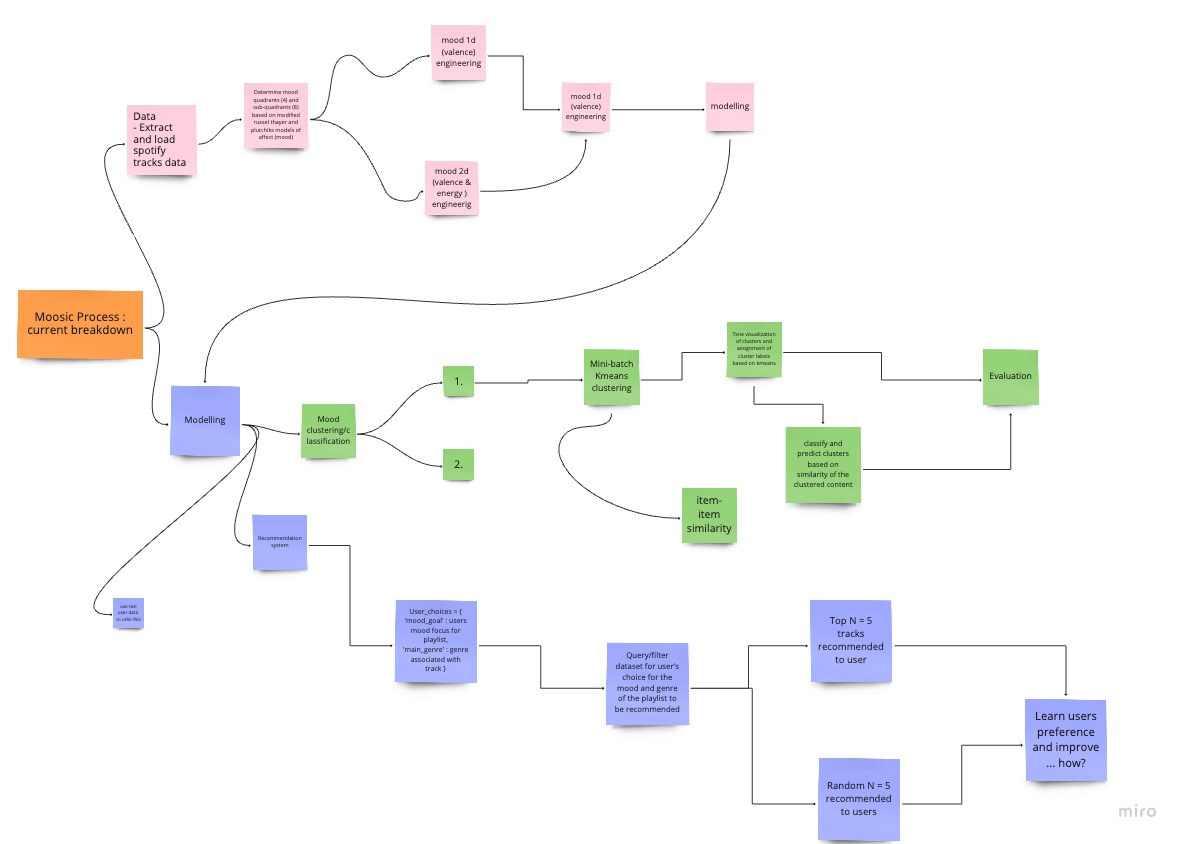 mood 1d
(valence)
engineering
Determine mood
quadrants (4) and
sub-quadrants (8)
based on modified
russel thayer and
plutchiks models of
affect (mood)
mood 1d
(valence)
engineering
modelling
Data
- Extract
and load
spotify
tracks data
mood 2d
(valence &
energy )
engineerig
Moosic Process :
current breakdown
Tsne visualization
of clusters and
assignment of
cluster labels
based on kmeans
Mini-batch
Kmeans
clustering
Evaluation
1.
Modelling
Mood
clustering/c
lassification
2.
classify and
predict clusters
based on
similarity of the
clustered content
item-
item
similarity
Recommendation
system
use test
user data
to
this
User_choices = {
'mood_goal' : users
mood focus for
playlist,
'main_genre' : genre
associated with
track }
Query/filter
dataset for user's
choice for the
mood and genre
of the playlist to
be recommended
Top N = 5
tracks
recommended
to user
Learn users
preference
and improve
... how?
Random N = 5
recommended
to users
miro